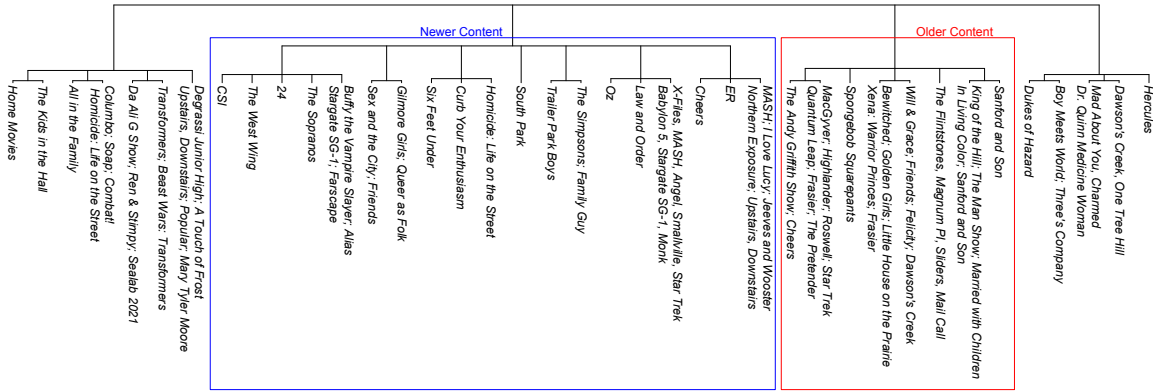 Newer Content
Older Content
Home Movies
The Kids in the Hall
All in the Family
Homicide: Life on the Street
Columbo; Soap; Combat!
Da Ali G Show; Ren & Stimpy; Sealab 2021
Transformers; Beast Wars: Transformers
Upstairs, Downstairs; Popular; Mary Tyler Moore
Degrassi Junior High; A Touch of Frost
CSI
The West Wing
24
The Sopranos
Stargate SG-1; Farscape
Buffy the Vampire Slayer; Alias
Sex and the City; Friends
Gilmore Girls; Queer as Folk
Six Feet Under
Curb Your Enthusiasm
Homicide: Life on the Street
South Park
Trailer Park Boys
The Simpsons; Family Guy
Oz
Law and Order
Babylon 5, Stargate SG-1, Monk
X-Files, MASH, Angel, Smallville, Star Trek
Cheers
ER
Northern Exposure; Upstairs, Downstairs
MASH; I Love Lucy; Jeeves and Wooster
The Andy Griffith Show; Cheers
Quantum Leap; Frasier; The Pretender
MacGyver; Highlander; Roswell; Star Trek
Spongebob Squarepants
Xena: Warrior Princes; Frasier
Bewitched; Golden Girls; Little House on the Prairie
Will & Grace; Friends; Felicity; Dawson's Creek
The Flintstones, Magnum PI, Sliders, Mail Call
In Living Color; Sanford and Son
King of the Hill; The Man Show; Married with Children
Sanford and Son
Dukes of Hazard
Boy Meets World; Three's Company
Dr. Quinn Medicine Woman
Mad About You, Charmed
Dawson's Creek, One Tree Hill
Hercules